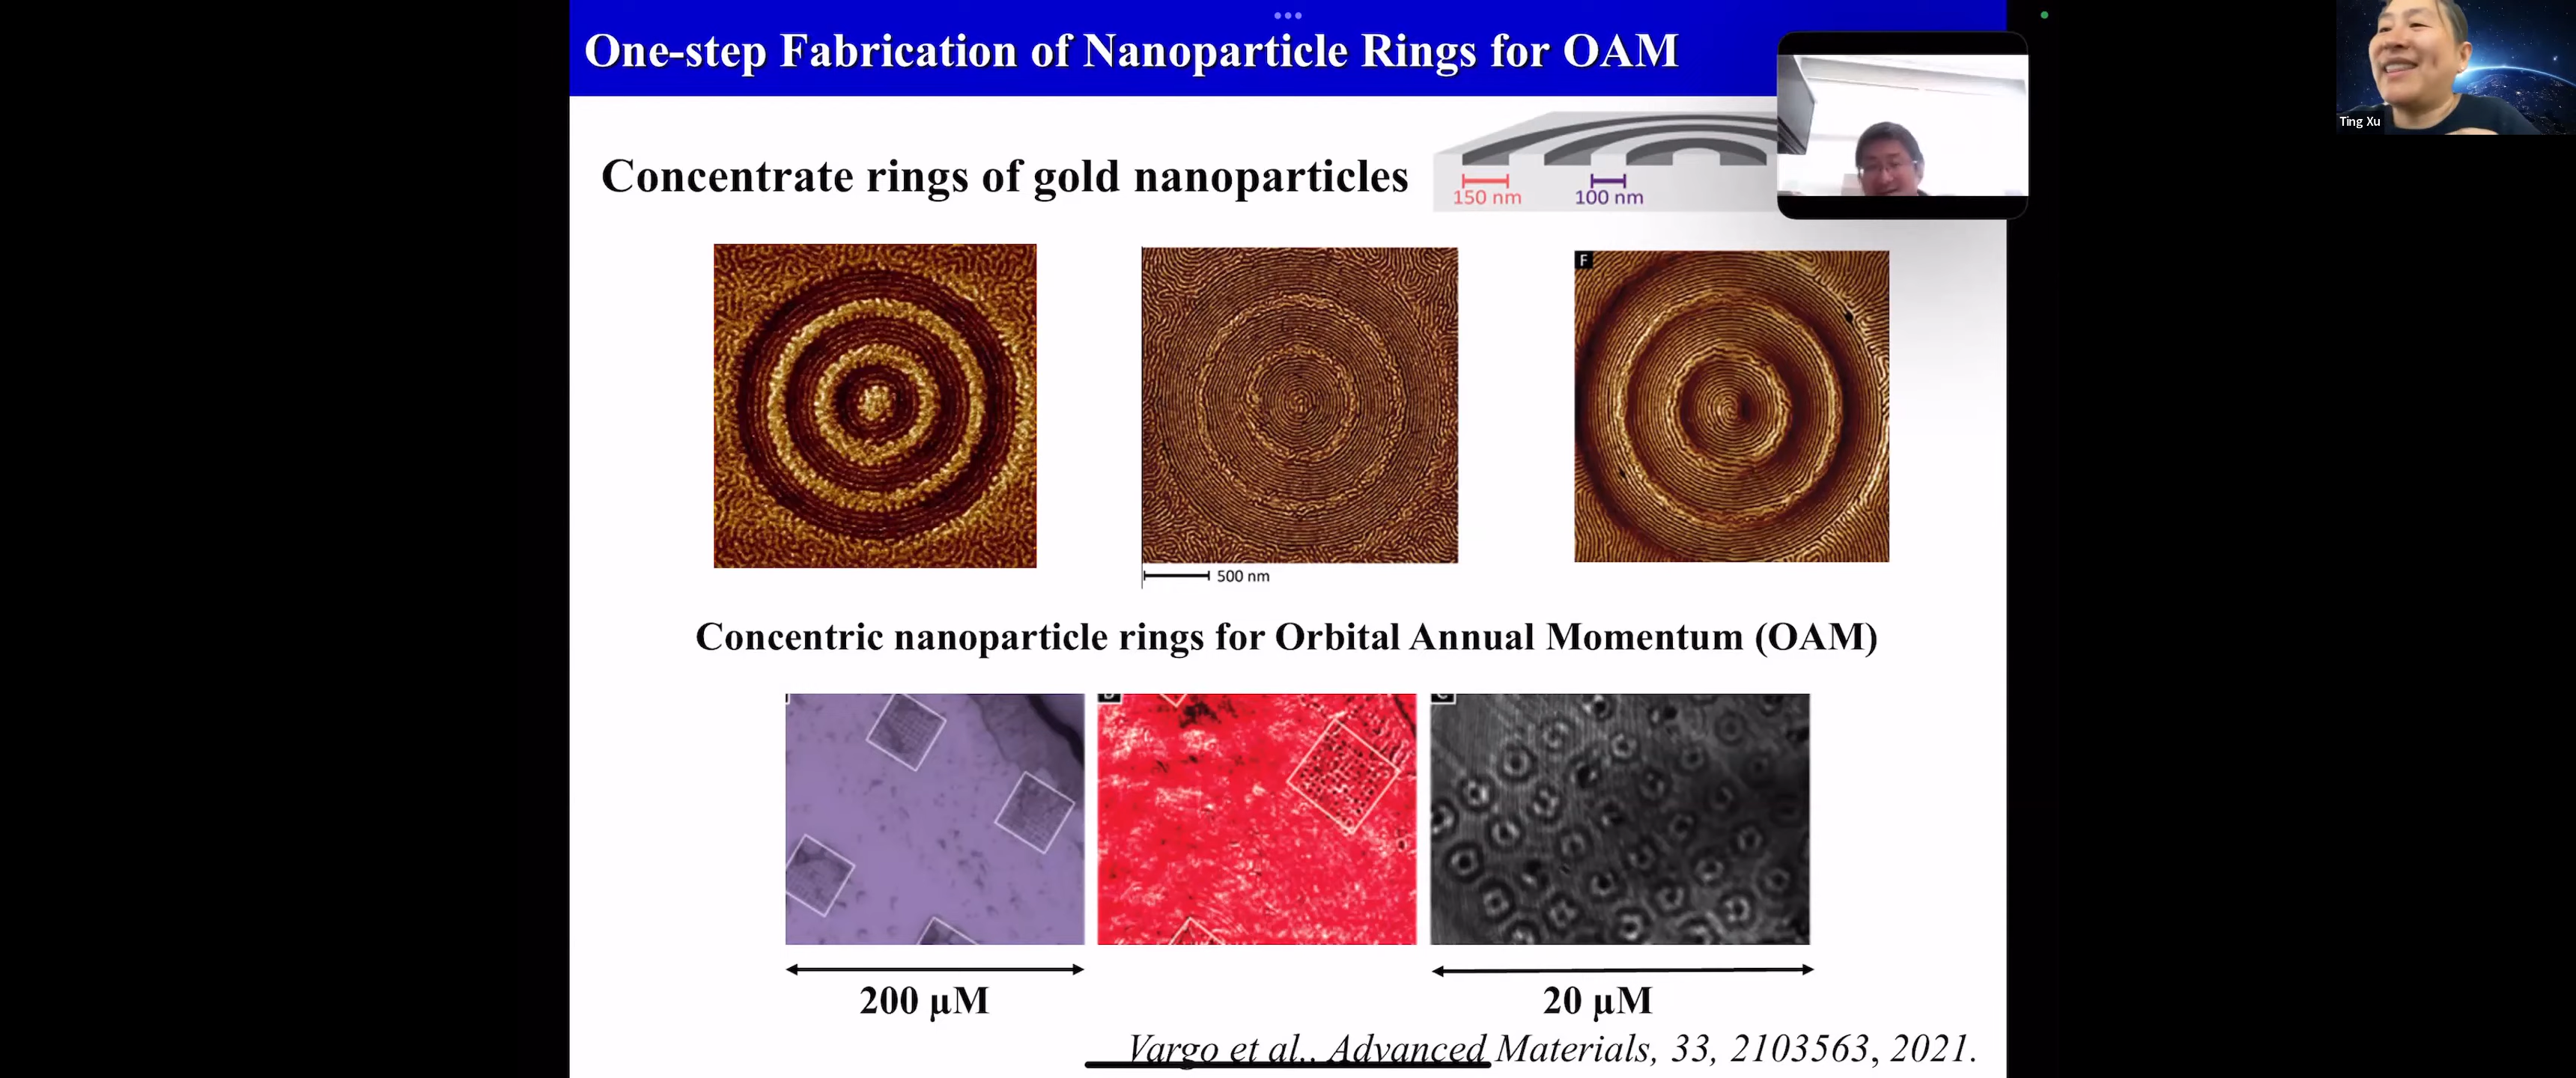 One-step Fabrication of Nanoparticle Rings for OAM
Ting Xu
Concentrate rings of gold nanoparticles
150 nm
100 nm
F
500 nm
Concentric nanoparticle rings for Orbital Annual Momentum (OAM)
200 μM
20 μM
Vargo et al.. Advanced Materials, 33, 2103563, 2021.